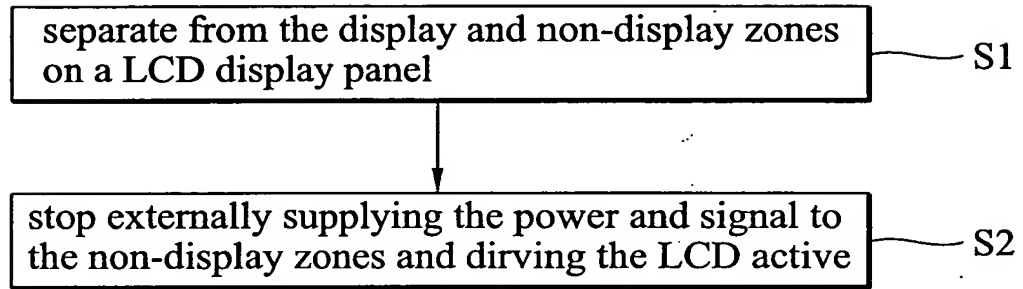 separate from the display and non-display zones
on a LCD display panel
S1
stop externally supplying the power and signal to
the non-display zones and dirving the LCD active
S2